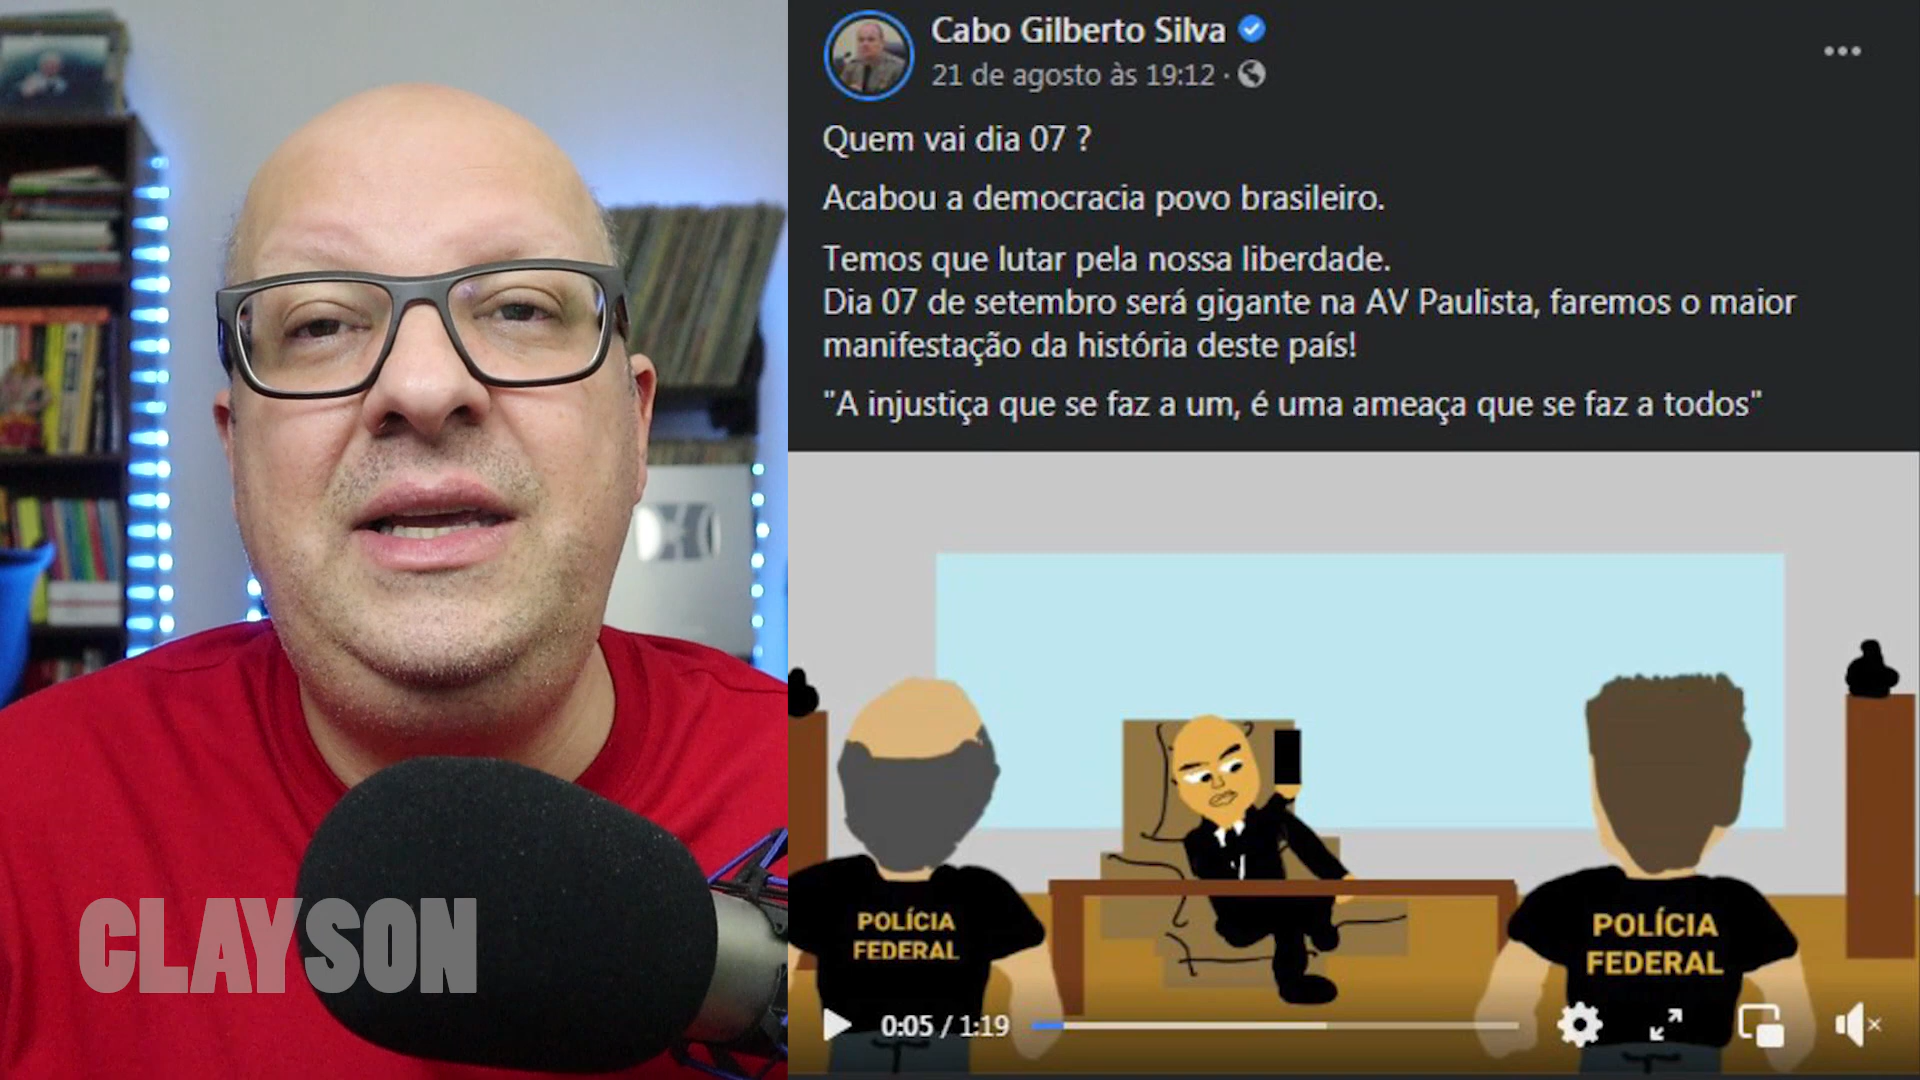 Cabo Gilberto Silva
21 de agosto às 19:12
Quem vai dia 07 ?
Acabou a democracia povo brasileiro.
Temos que lutar pela nossa liberdade.
Dia 07 de setembro será gigante na AV Paulista, faremos o maior
manifestação da história deste país!
"A injustiça que se faz a um, é uma ameaça que se faz a todos"
POLÍCIA
FEDERAL
POLÍCIA
FEDERAL
0:05 / 1:19
CLAYSON